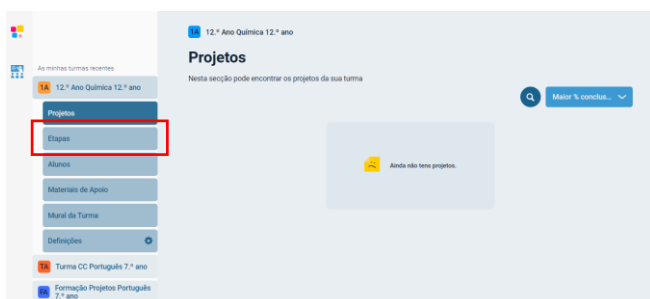 1A 12.º Ano Química 12.º ano
Projetos
Nesta secção pode encontrar os projetos da sua turma
Maior % conclus...
Ainda não tens projetos.
As minhas turmas recentes
1A 12.º Ano Química 12.º ano
Projetos
Etapas
Alunos
Materiais de Apoio
Mural da Turma
Definições
TA Turma CC Português 7.º ano
FA Formação Projetos Português
7.º ano